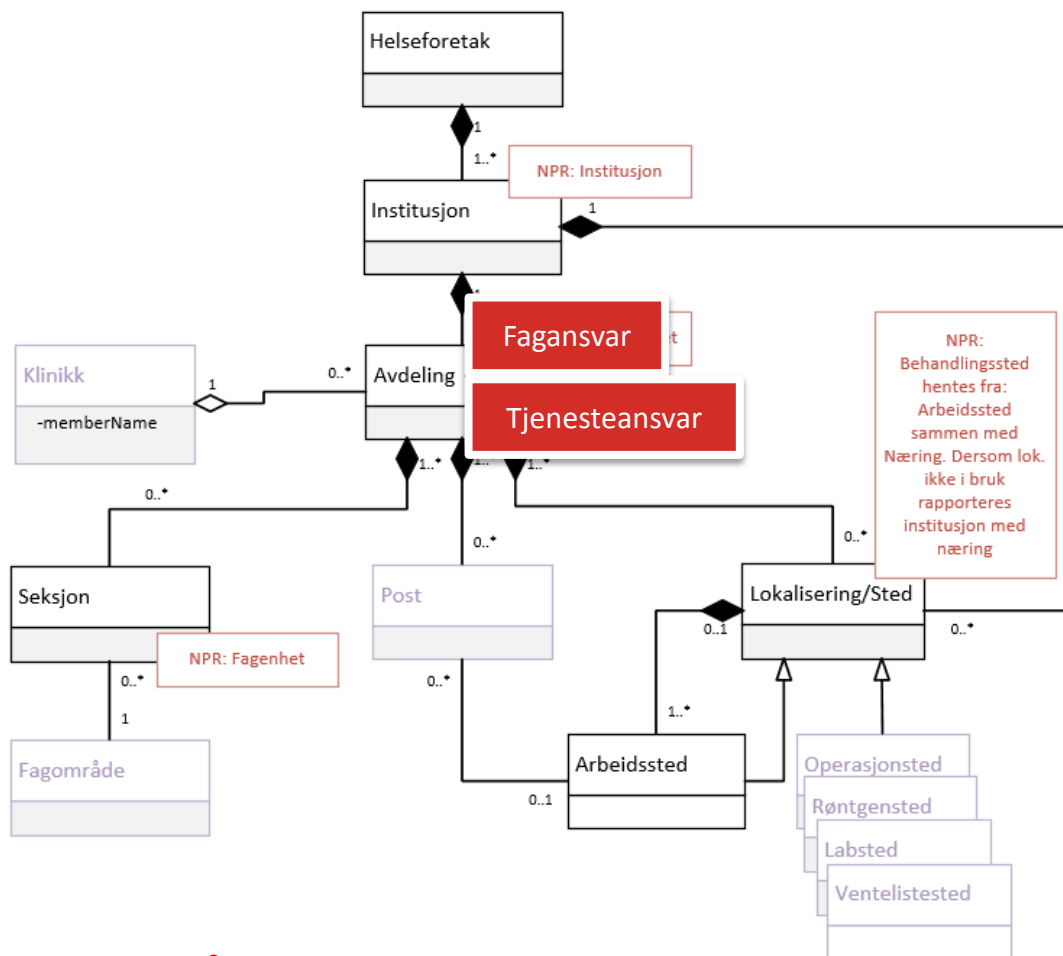 Helseforetak
1
1..*
NPR: Institusjon
Institusjon
1
Fagansvar
Klinikk
-memberName
1
0..*
Avdeling
Tjenesteansvar
NPR:
Behandlingssted
hentes fra:
Arbeidssted
sammen med
Næring. Dersom lok.
ikke i bruk
rapporteres
institusjon med
næring
1..*
1..*
0..*
0..*
0..*
Seksjon
Post
Lokalisering/Sted
NPR: Fagenhet
0..1
0..*
0..*
0..*
1
1..*
Fagområde
Arbeidssted
0..1
Operasjonsted
Røntgensted
Labsted
Ventelistested